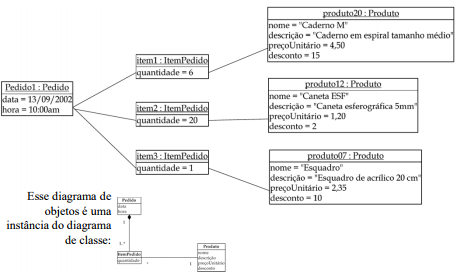 produto20 : Produto
nome = "Caderno M"
descrição = "Caderno em espiral tamanho médio"
preçoUnitário = 4,50
desconto = 15
item1 : ItemPedido
quantidade = 6
Pedido1 : Pedido
data = 13/09/2002
hora = 10:00am
item2 : ItemPedido
quantidade = 20
produto12 : Produto
nome = "Caneta ESF"
descrição = "Caneta esferográfica 5mm"
preçoUnitário = 1,20
desconto = 2
item3 : ItemPedido
quantidade = 1
produto07 : Produto
nome = "Esquadro"
descrição = "Esquadro de acrílico 20 cm"
preçoUnitário = 2,35
desconto = 10
Esse diagrama de
objetos é uma
instância do diagrama
de classe:
Pedido
data
hora
1
1..*
ItemPedido
quantidade
*
1
Produto
nome
descrição
preçoUnitário
desconto